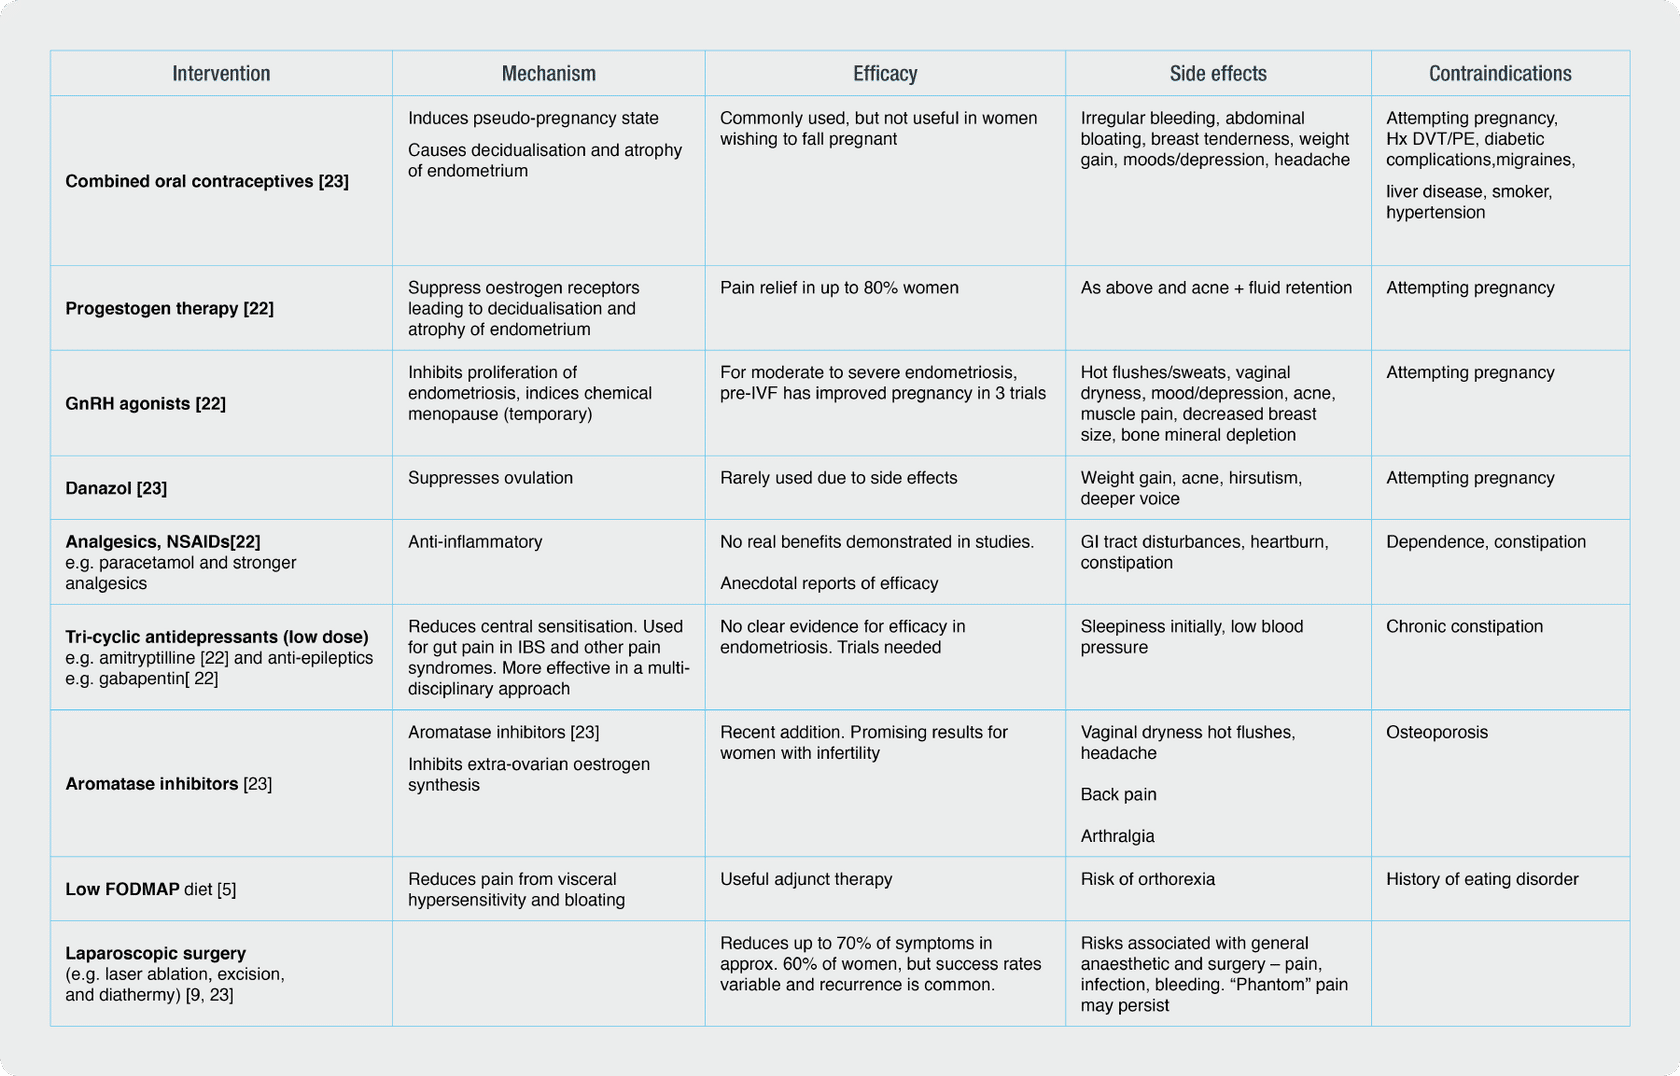 Intervention
Mechanism
Efficacy
Side effects
Contraindications
Combined oral contraceptives [23]
Induces pseudo-pregnancy state
Causes decidualisation and atrophy
of endometrium
Commonly used, but not useful in women
wishing to fall pregnant
Irregular bleeding, abdominal
bloating, breast tenderness, weight
gain, moods/depression, headache
Attempting pregnancy,
Hx DVT/PE, diabetic
complications,migraines,
liver disease, smoker,
hypertension
Progestogen therapy [22]
Suppress oestrogen receptors
leading to decidualisation and
atrophy of endometrium
Pain relief in up to 80% women
As above and acne + fluid retention
Attempting pregnancy
GnRH agonists [22]
Inhibits proliferation of
endometriosis, indices chemical
menopause (temporary)
For moderate to severe endometriosis,
pre-IVF has improved pregnancy in 3 trials
Hot flushes/sweats, vaginal
dryness, mood/depression, acne,
muscle pain, decreased breast
size, bone mineral depletion
Attempting pregnancy
Danazol [23]
Suppresses ovulation
Rarely used due to side effects
Weight gain, acne, hirsutism,
deeper voice
Attempting pregnancy
Analgesics, NSAIDs[22]
e.g. paracetamol and stronger
analgesics
Anti-inflammatory
No real benefits demonstrated in studies.
Anecdotal reports of efficacy
GI tract disturbances, heartburn,
constipation
Dependence, constipation
Tri-cyclic antidepressants (low dose)
e.g. amitryptilline [22] and anti-epileptics
e.g. gabapentin[ 22]
Reduces central sensitisation. Used
for gut pain in IBS and other pain
syndromes. More effective in a multi-
disciplinary approach
No clear evidence for efficacy in
endometriosis. Trials needed
Sleepiness initially, low blood
pressure
Chronic constipation
Aromatase inhibitors [23]
Aromatase inhibitors [23]
Inhibits extra-ovarian oestrogen
synthesis
Recent addition. Promising results for
women with infertility
Vaginal dryness hot flushes,
headache
Back pain
Arthralgia
Osteoporosis
Low FODMAP diet [5]
Reduces pain from visceral
hypersensitivity and bloating
Useful adjunct therapy
Risk of orthorexia
History of eating disorder
Laparoscopic surgery
(e.g. laser ablation, excision,
and diathermy) [9, 23]
Reduces up to 70% of symptoms in
approx. 60% of women, but success rates
variable and recurrence is common.
Risks associated with general
anaesthetic and surgery – pain,
infection, bleeding. “Phantom” pain
may persist